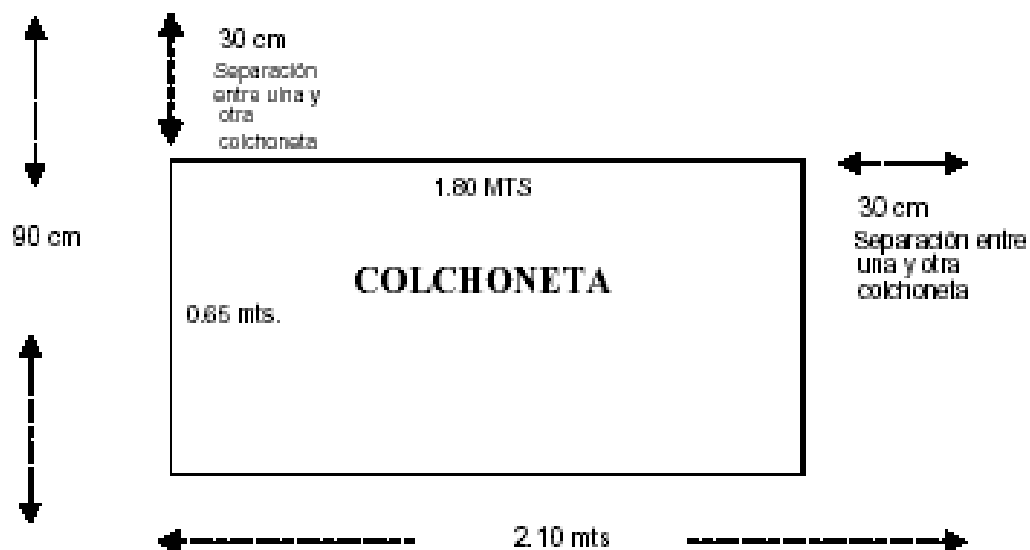 30 cm
Separación
entre uina y
otra
colchoneta
1.80 MTS
90 cm
30 cm
Separación entre
una y otra
colchoneta
COLCHONETA
0.65 mts.
2.10 mts